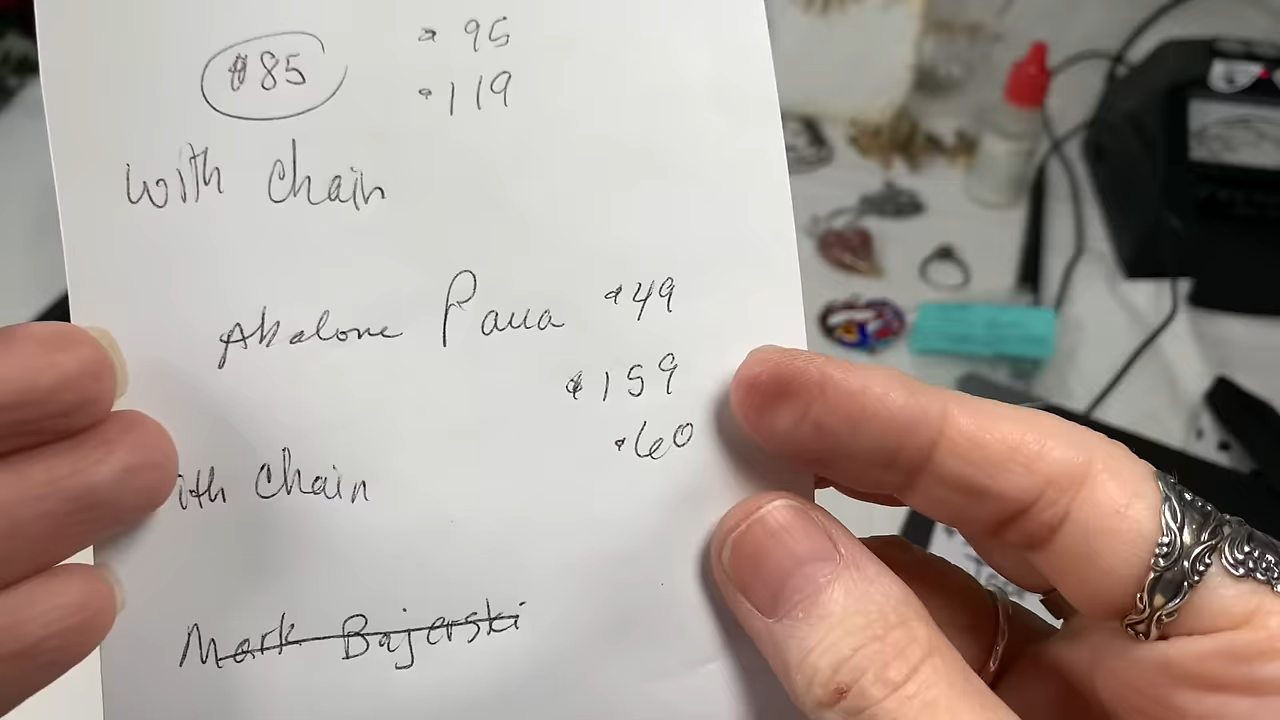 $85
$95
$119
with chain
Abalone Paua $49
$159
$60
ith chain
Mark Bajerski